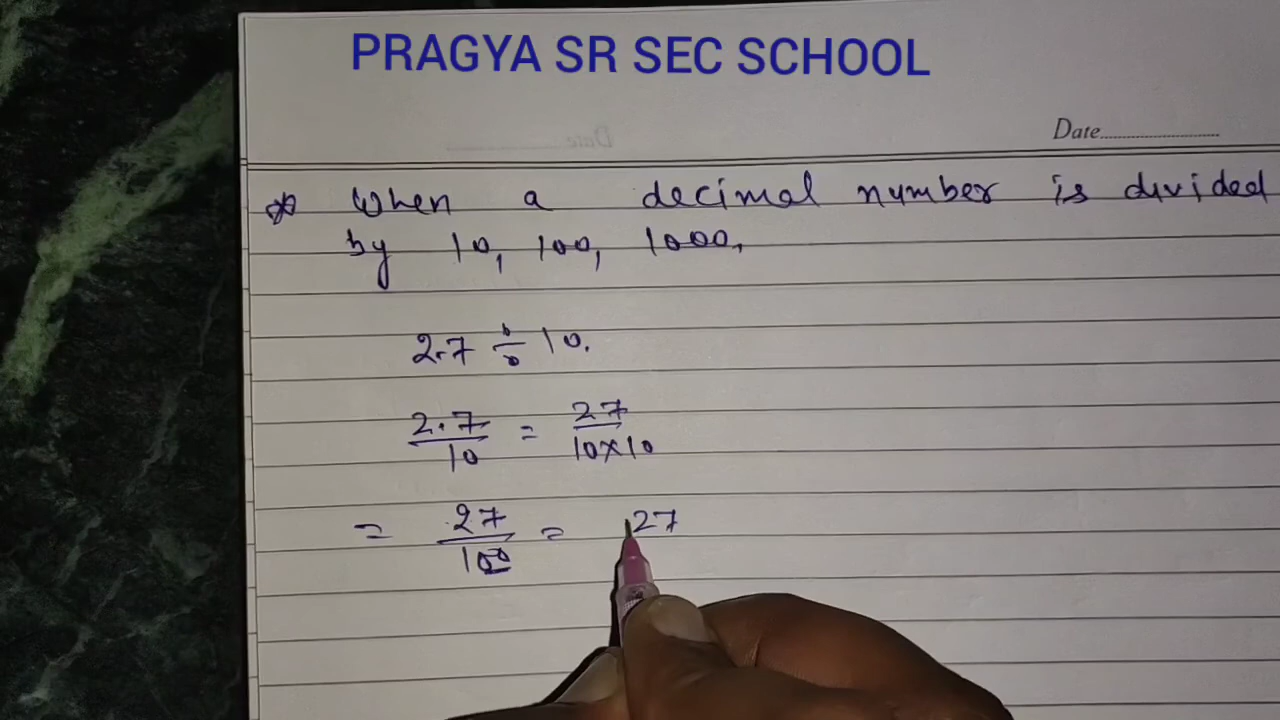 PRAGYA SR SEC SCHOOL
Date
* When a decimal number is divided
by 10, 100, 1000,
2.7 ÷ 10.
2.7/10 = 27/10×10
= 27/100 = 27